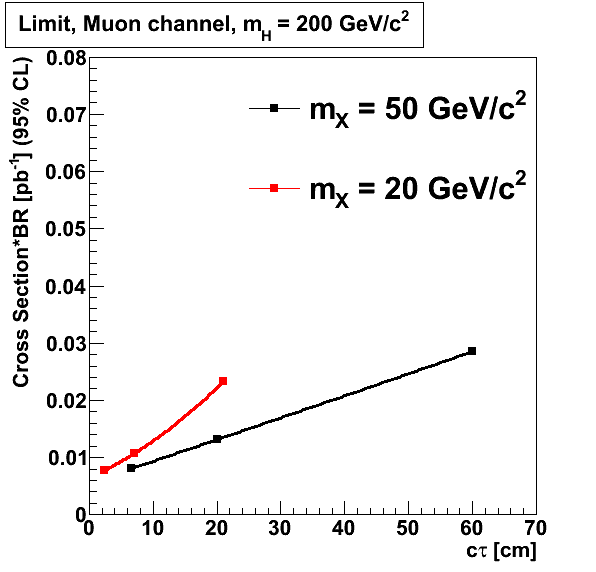 Limit, Muon channel, m_H = 200 GeV/c²
Cross Section*BR [pb⁻¹] (95% CL)
0.08
0.07
0.06
0.05
0.04
0.03
0.02
0.01
0
m_X = 50 GeV/c²
m_X = 20 GeV/c²
0 10 20 30 40 50 60 70
cτ [cm]